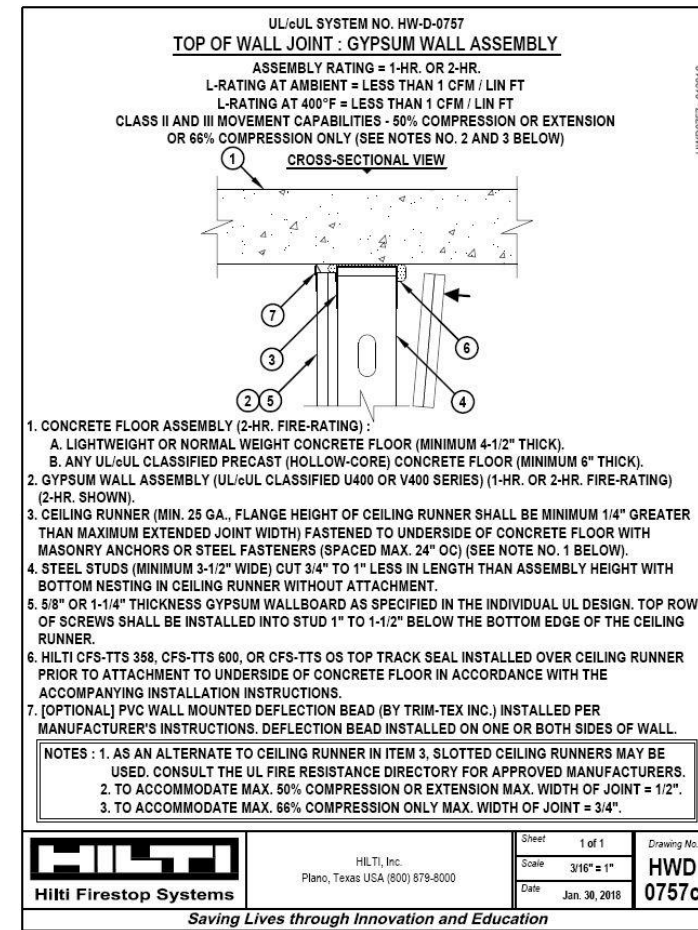 UL/cUL SYSTEM NO. HW-D-0757
TOP OF WALL JOINT : GYPSUM WALL ASSEMBLY
ASSEMBLY RATING = 1-HR. OR 2-HR.
L-RATING AT AMBIENT = LESS THAN 1 CFM / LIN FT
L-RATING AT 400°F = LESS THAN 1 CFM / LIN FT
CLASS II AND III MOVEMENT CAPABILITIES - 50% COMPRESSION OR EXTENSION
OR 66% COMPRESSION ONLY (SEE NOTES NO. 2 AND 3 BELOW)
CROSS-SECTIONAL VIEW
1
7
3
6
2 5
4
1. CONCRETE FLOOR ASSEMBLY (2-HR. FIRE-RATING) :
A. LIGHTWEIGHT OR NORMAL WEIGHT CONCRETE FLOOR (MINIMUM 4-1/2" THICK).
B. ANY UL/cUL CLASSIFIED PRECAST (HOLLOW-CORE) CONCRETE FLOOR (MINIMUM 6" THICK).
2. GYPSUM WALL ASSEMBLY (UL/cUL CLASSIFIED U400 OR V400 SERIES) (1-HR. OR 2-HR. FIRE-RATING)
(2-HR. SHOWN).
3. CEILING RUNNER (MIN. 25 GA., FLANGE HEIGHT OF CEILING RUNNER SHALL BE MINIMUM 1/4" GREATER
THAN MAXIMUM EXTENDED JOINT WIDTH) FASTENED TO UNDERSIDE OF CONCRETE FLOOR WITH
MASONRY ANCHORS OR STEEL FASTENERS (SPACED MAX. 24" OC) (SEE NOTE NO. 1 BELOW).
4. STEEL STUDS (MINIMUM 3-1/2" WIDE) CUT 3/4" TO 1" LESS IN LENGTH THAN ASSEMBLY HEIGHT WITH
BOTTOM NESTING IN CEILING RUNNER WITHOUT ATTACHMENT.
5. 5/8" OR 1-1/4" THICKNESS GYPSUM WALLBOARD AS SPECIFIED IN THE INDIVIDUAL UL DESIGN. TOP ROW
OF SCREWS SHALL BE INSTALLED INTO STUD 1" TO 1-1/2" BELOW THE BOTTOM EDGE OF THE CEILING
RUNNER.
6. HILTI CFS-TTS 358, CFS-TTS 600, OR CFS-TTS OS TOP TRACK SEAL INSTALLED OVER CEILING RUNNER
PRIOR TO ATTACHMENT TO UNDERSIDE OF CONCRETE FLOOR IN ACCORDANCE WITH THE
ACCOMPANYING INSTALLATION INSTRUCTIONS.
7. [OPTIONAL] PVC WALL MOUNTED DEFLECTION BEAD (BY TRIM-TEX INC.) INSTALLED PER
MANUFACTURER'S INSTRUCTIONS. DEFLECTION BEAD INSTALLED ON ONE OR BOTH SIDES OF WALL.
NOTES : 1. AS AN ALTERNATE TO CEILING RUNNER IN ITEM 3, SLOTTED CEILING RUNNERS MAY BE
USED. CONSULT THE UL FIRE RESISTANCE DIRECTORY FOR APPROVED MANUFACTURERS.
2. TO ACCOMMODATE MAX. 50% COMPRESSION OR EXTENSION MAX. WIDTH OF JOINT = 1/2".
3. TO ACCOMMODATE MAX. 66% COMPRESSION ONLY MAX. WIDTH OF JOINT = 3/4".
HILTI
Hilti Firestop Systems
HILTI, Inc.
Plano, Texas USA (800) 879-8000
Sheet 1 of 1
Scale 3/16" = 1"
Date Jan. 30, 2018
Drawing No.
HWD
0757c
Saving Lives through Innovation and Education